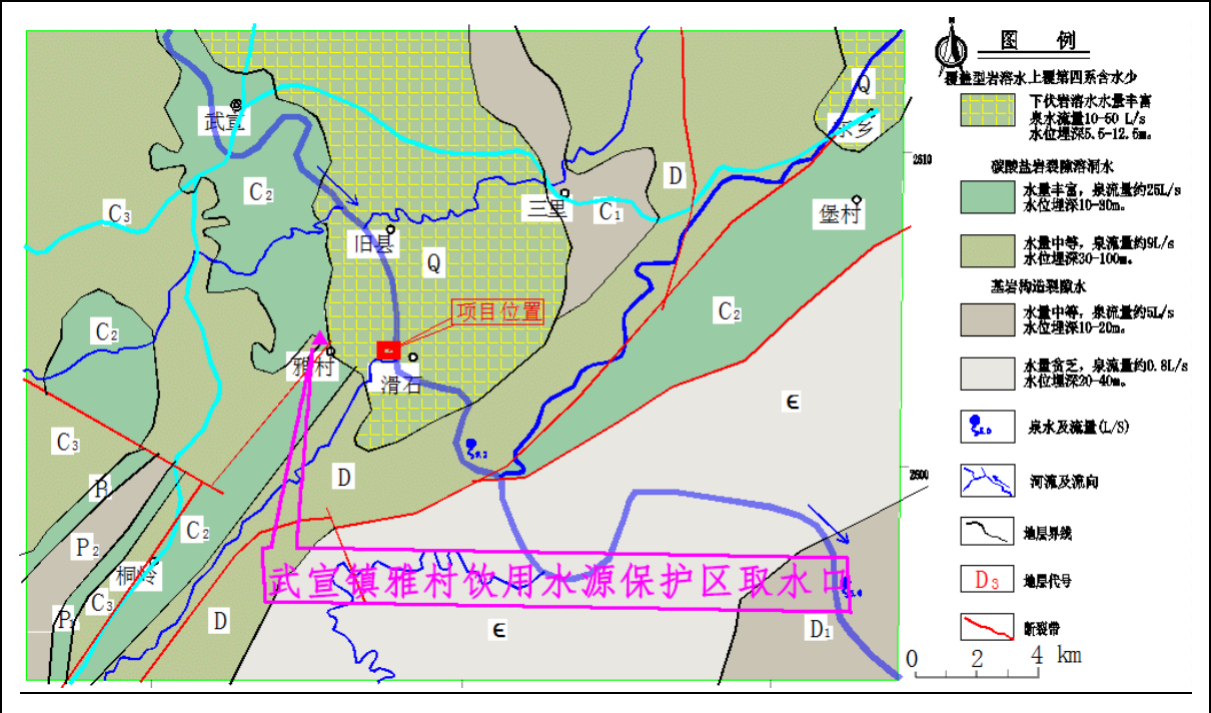 图 例
覆盖型岩溶水上覆第四系含水少
下伏岩溶水水量丰富
泉水流量10-50 L/s
水位埋深5.5-12.5m。
碳酸盐岩裂隙溶洞水
水量丰富，泉流量约25L/s
水位埋深10-30m。
水量中等，泉流量约9L/s
水位埋深30-100m。
基岩构造裂隙水
水量中等，泉流量约5L/s
水位埋深10-20m。
水量贫乏，泉流量约0.8L/s
水位埋深20-40m。
泉水及流量(L/S)
河流及流向
地层界线
D3
地层代号
断裂带
0 2 4 km
2610
2600
Q
乐乡
武宣
D
C2
C3
三里
C1
堡村
旧县
Q
项目位置
C2
C2
雅村
滑石
ϵ
C3
D
P2
C2
桐岭
C3
武宣镇雅村饮用水源保护区取水口
D
ϵ
D1